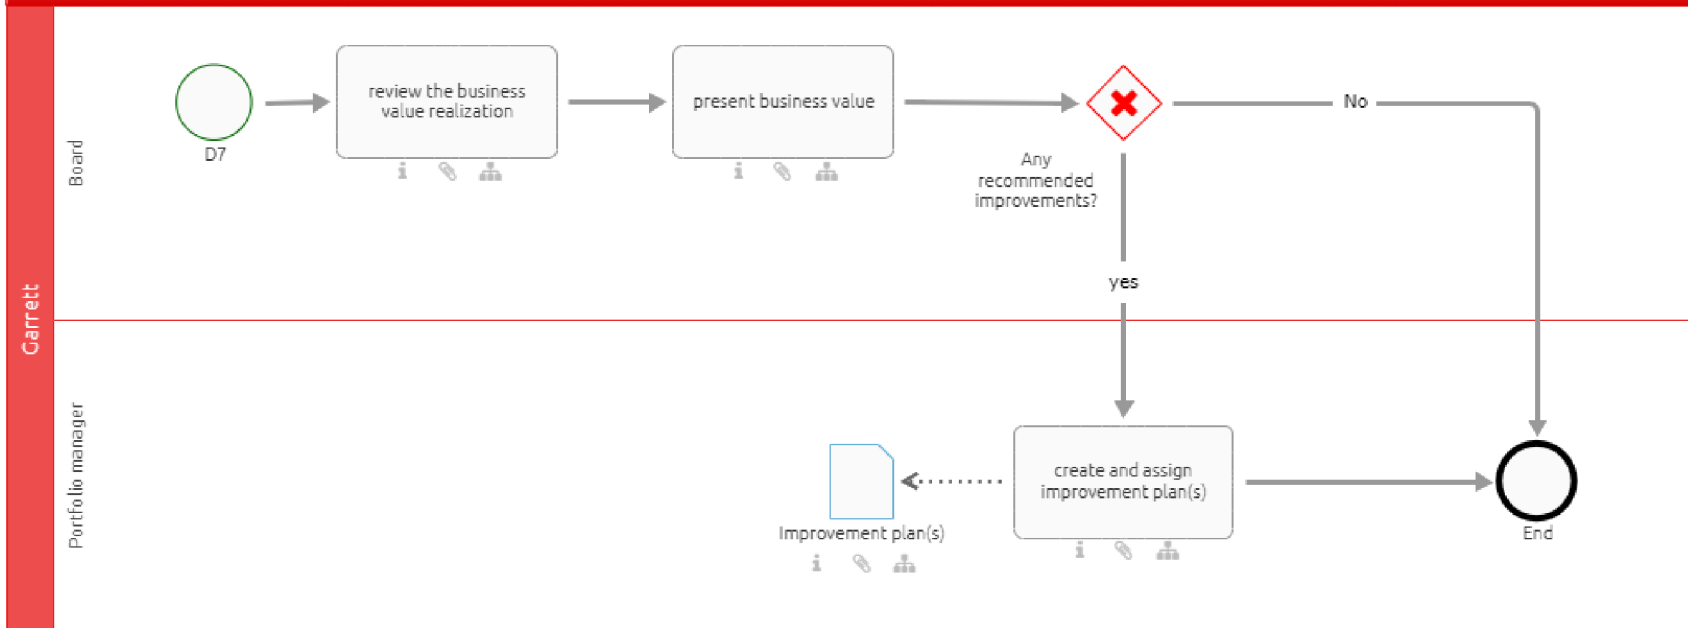 Garrett
Board
D7
review the business
value realization
present business value
Any
recommended
improvements?
No
yes
Portfolio manager
Improvement plan(s)
create and assign
improvement plan(s)
End